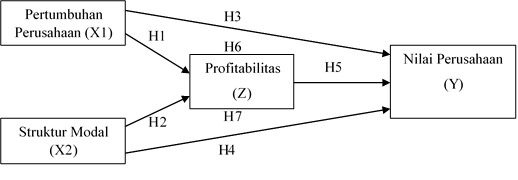 Pertumbuhan
Perusahaan (X1)
H3
H1
H6
Profitabilitas
(Z)
H5
Nilai Perusahaan
(Y)
H2
H7
Struktur Modal
(X2)
H4